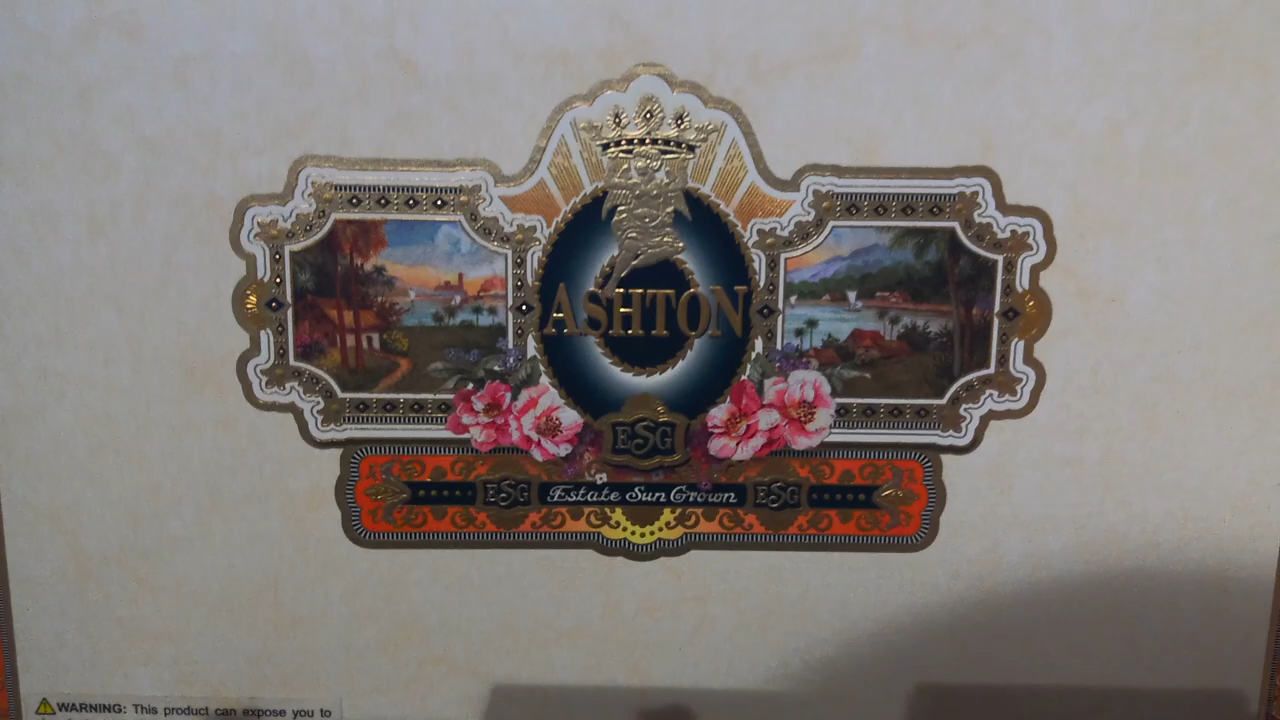 ASHTON
ESG
ESG Estate Sun Grown ESG
WARNING: This product can expose you to